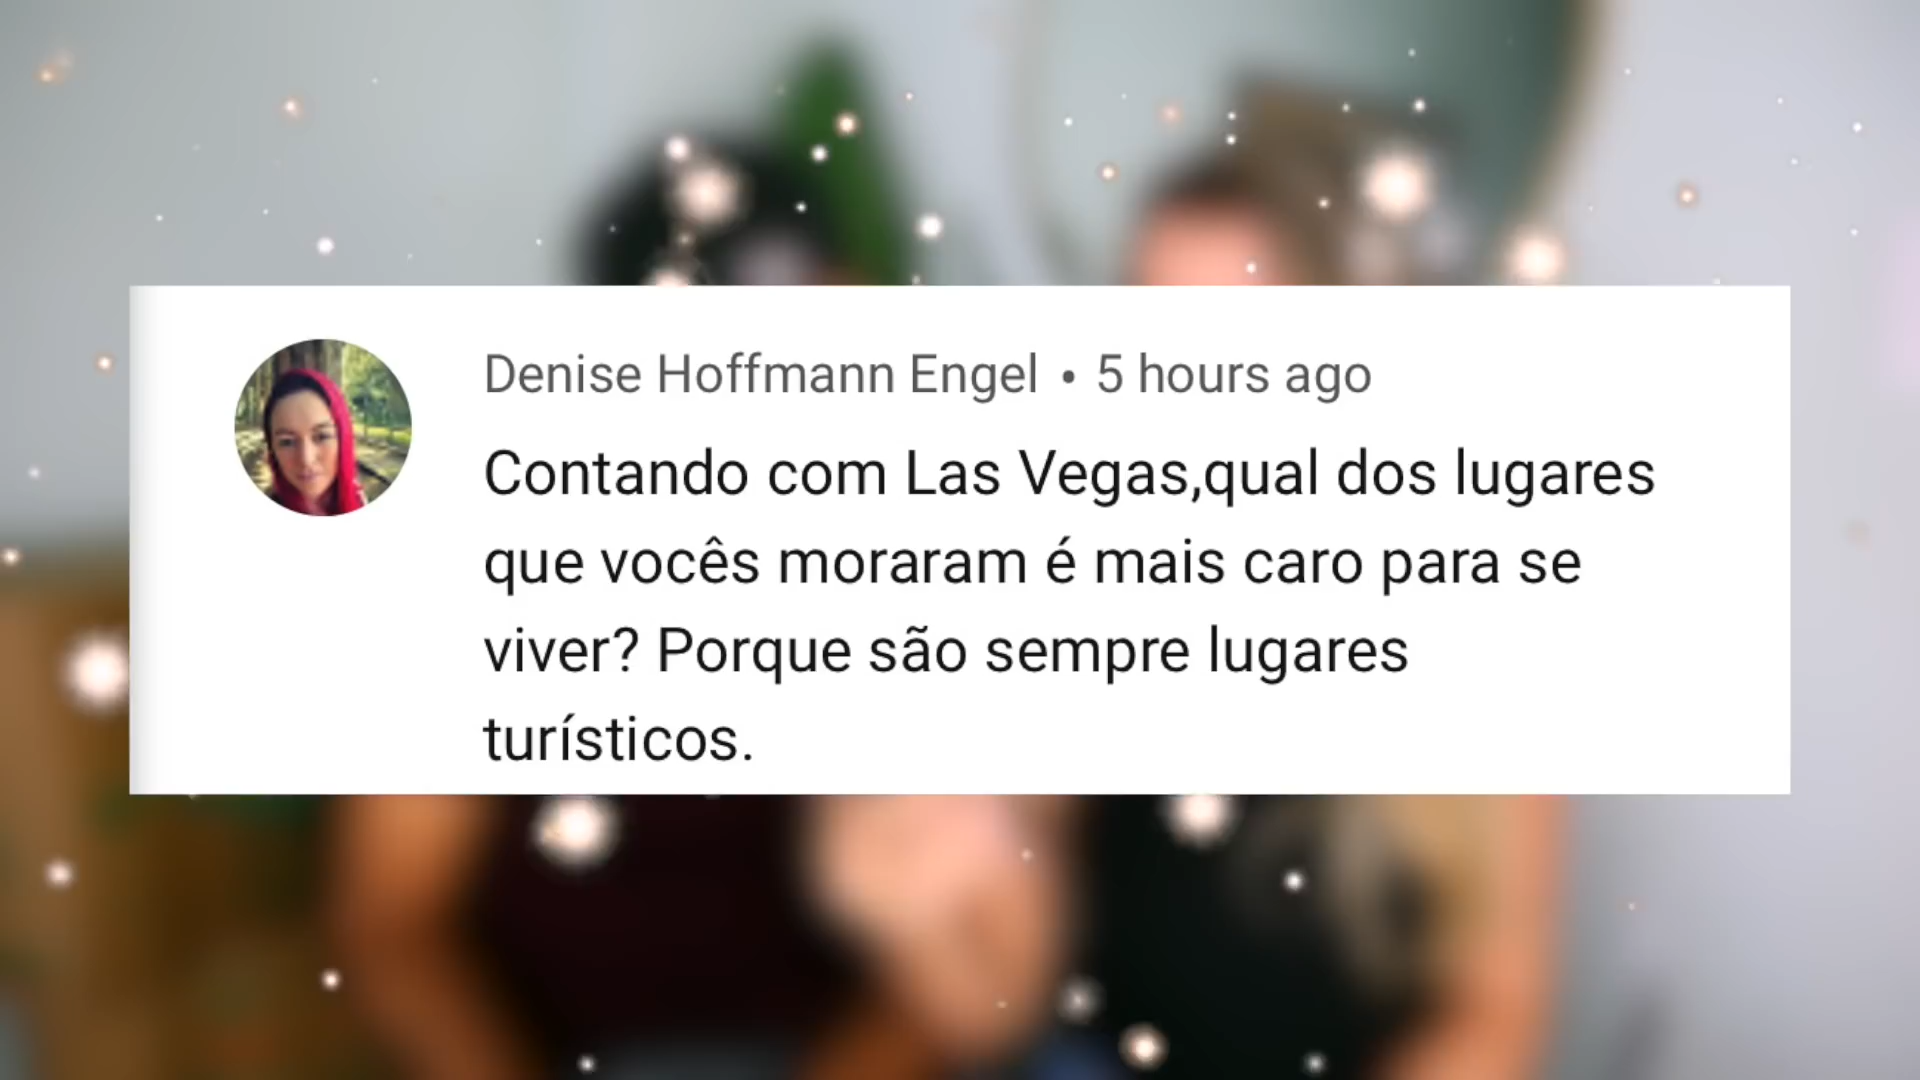 Denise Hoffmann Engel • 5 hours ago
Contando com Las Vegas,qual dos lugares
que vocês moraram é mais caro para se
viver? Porque são sempre lugares
turísticos.